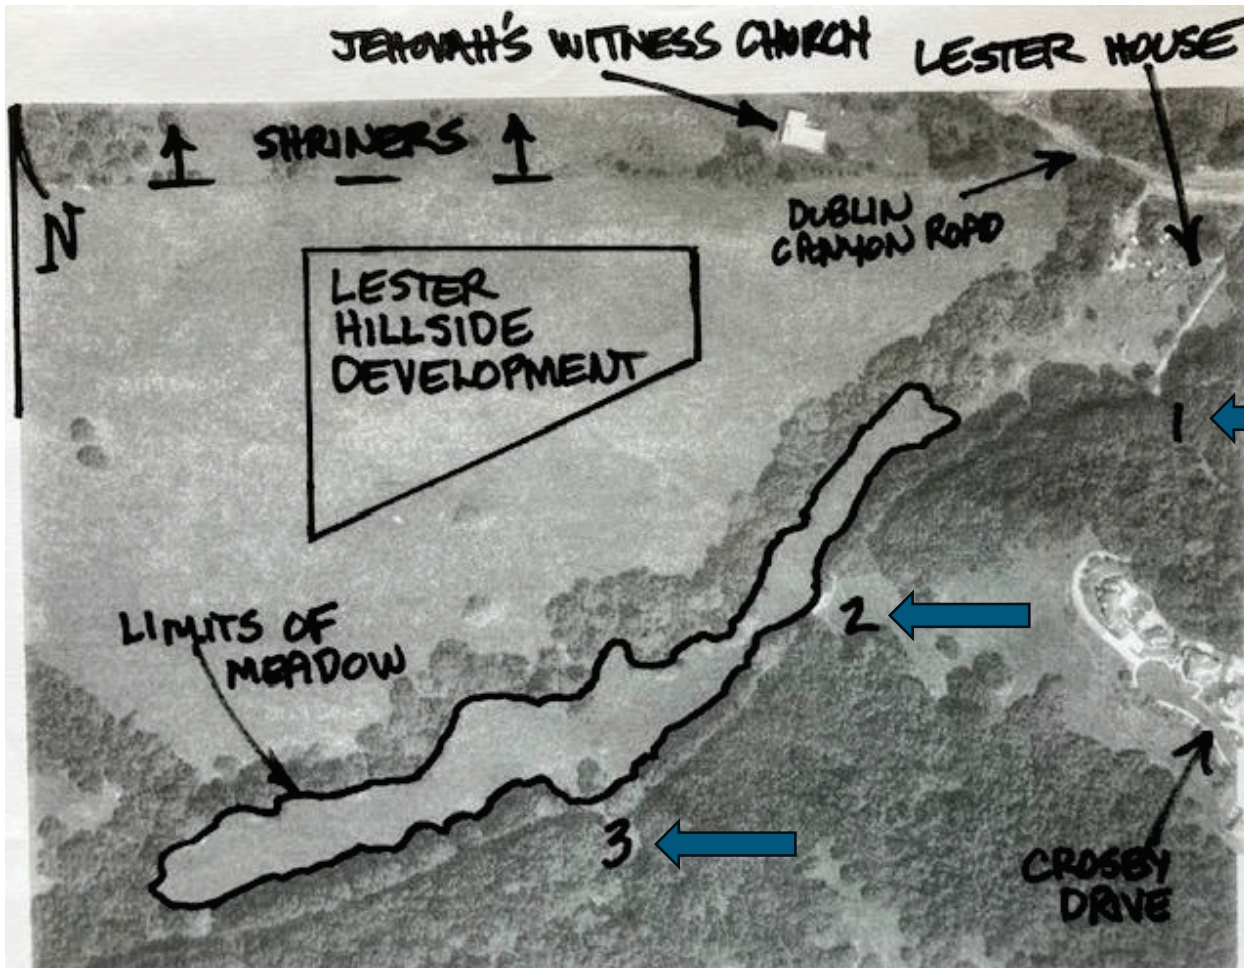 JEHOVAH'S WITNESS CHURCH
LESTER HOUSE
SHRINERS
N
DUBLIN
CANYON ROAD
LESTER
HILLSIDE
DEVELOPMENT
1
2
LIMITS OF
MEADOW
3
CROSBY
DRIVE